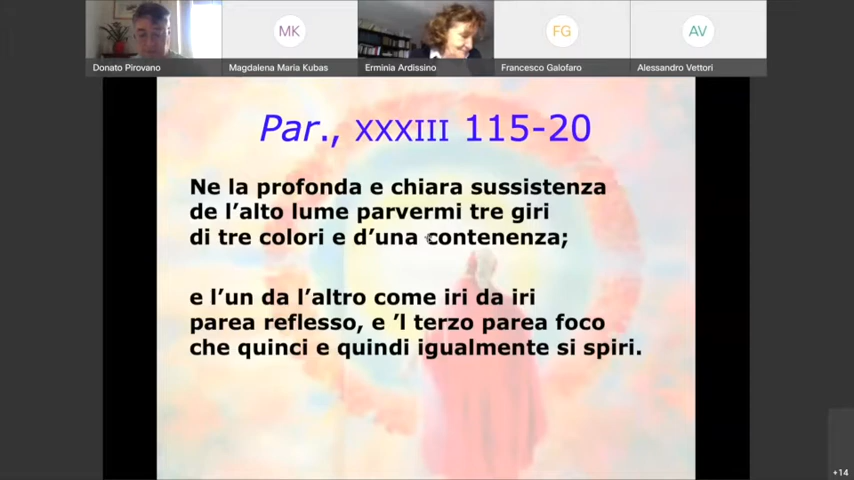 MK
FG
AV
Donato Pirovano
Magdalena Maria Kubas
Erminia Ardissino
Francesco Galofaro
Alessandro Vettori
Par., XXXIII 115-20
Ne la profonda e chiara sussistenza
de l’alto lume parvermi tre giri
di tre colori e d’una contenenza;
e l’un da l’altro come iri da iri
parea reflesso, e ’l terzo parea foco
che quinci e quindi igualmente si spiri.
+14